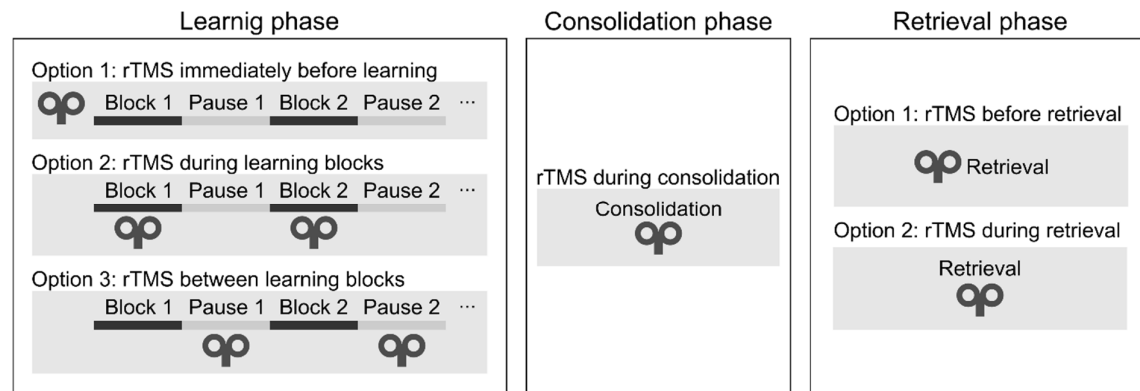 Learnig phase
Option 1: rTMS immediately before learning
Block 1 Pause 1 Block 2 Pause 2 ...
Option 2: rTMS during learning blocks
Block 1 Pause 1 Block 2 Pause 2 ...
Option 3: rTMS between learning blocks
Block 1 Pause 1 Block 2 Pause 2 ...
Consolidation phase
rTMS during consolidation
Consolidation
Retrieval phase
Option 1: rTMS before retrieval
Retrieval
Option 2: rTMS during retrieval
Retrieval